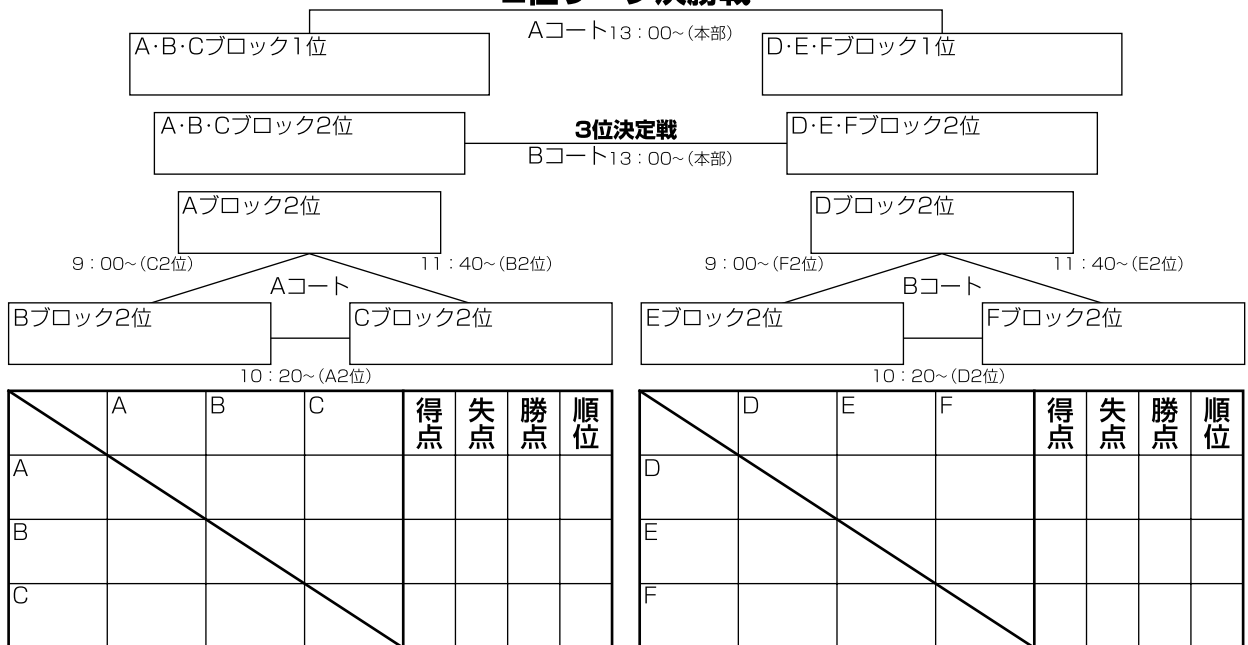 Aコート13：00~（本部）
A･B･Cブロック1位
D･E･Fブロック1位
A･B･Cブロック2位
3位決定戦
D･E･Fブロック2位
Bコート13：00~（本部）
Aブロック2位
Dブロック2位
9：00~（C2位）
11：40~（B2位）
9：00~（F2位）
11：40~（E2位）
Aコート
Bコート
Bブロック2位
Cブロック2位
Eブロック2位
Fブロック2位
10：20~（A2位）
10：20~（D2位）
A B C 得点 失点 勝点 順位
A
B
C
D E F 得点 失点 勝点 順位
D
E
F